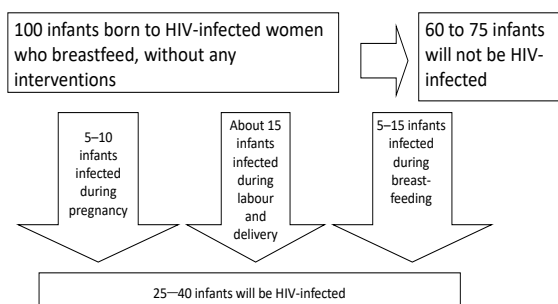 100 infants born to HIV-infected women
who breastfeed, without any
interventions
60 to 75 infants
will not be HIV-
infected
5–10
infants
infected
during
pregnancy
About 15
infants
infected
during
labour
and
delivery
5–15 infants
infected
during
breast-
feeding
25—40 infants will be HIV-infected